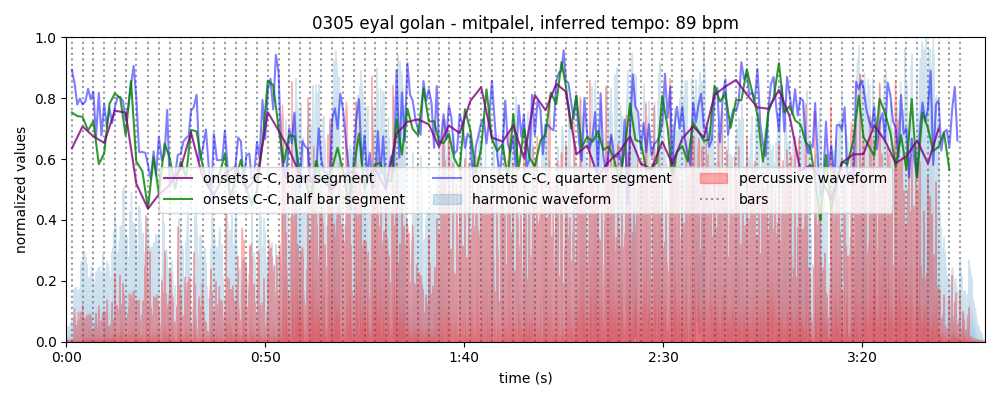 0305 eyal golan - mitpalel, inferred tempo: 89 bpm
1.0
0.8
0.6
0.4
0.2
0.0
normalized values
onsets C-C, bar segment
onsets C-C, half bar segment
onsets C-C, quarter segment
harmonic waveform
percussive waveform
bars
0:00 0:50 1:40 2:30 3:20
time (s)